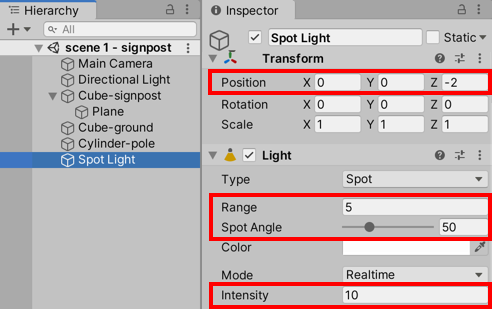 Hierarchy
All
scene 1 - signpost
Main Camera
Directional Light
Cube-signpost
Plane
Cube-ground
Cylinder-pole
Spot Light
Inspector
Spot Light Static
Transform
Position X 0 Y 0 Z -2
Rotation X 0 Y 0 Z 0
Scale X 1 Y 1 Z 1
Light
Type Spot
Range 5
Spot Angle 50
Color
Mode Realtime
Intensity 10